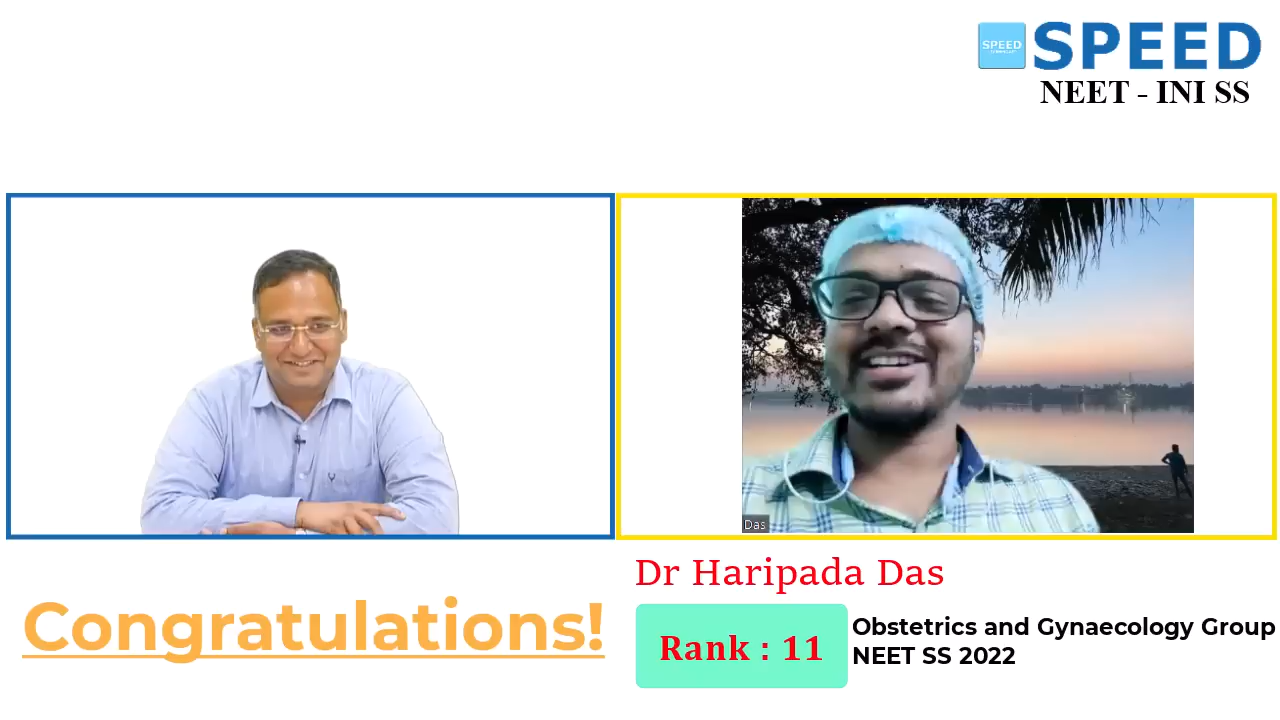 SPEED
SPEED
NEET - INI SS
Das
Dr Haripada Das
Congratulations!
Rank : 11
Obstetrics and Gynaecology Group
NEET SS 2022